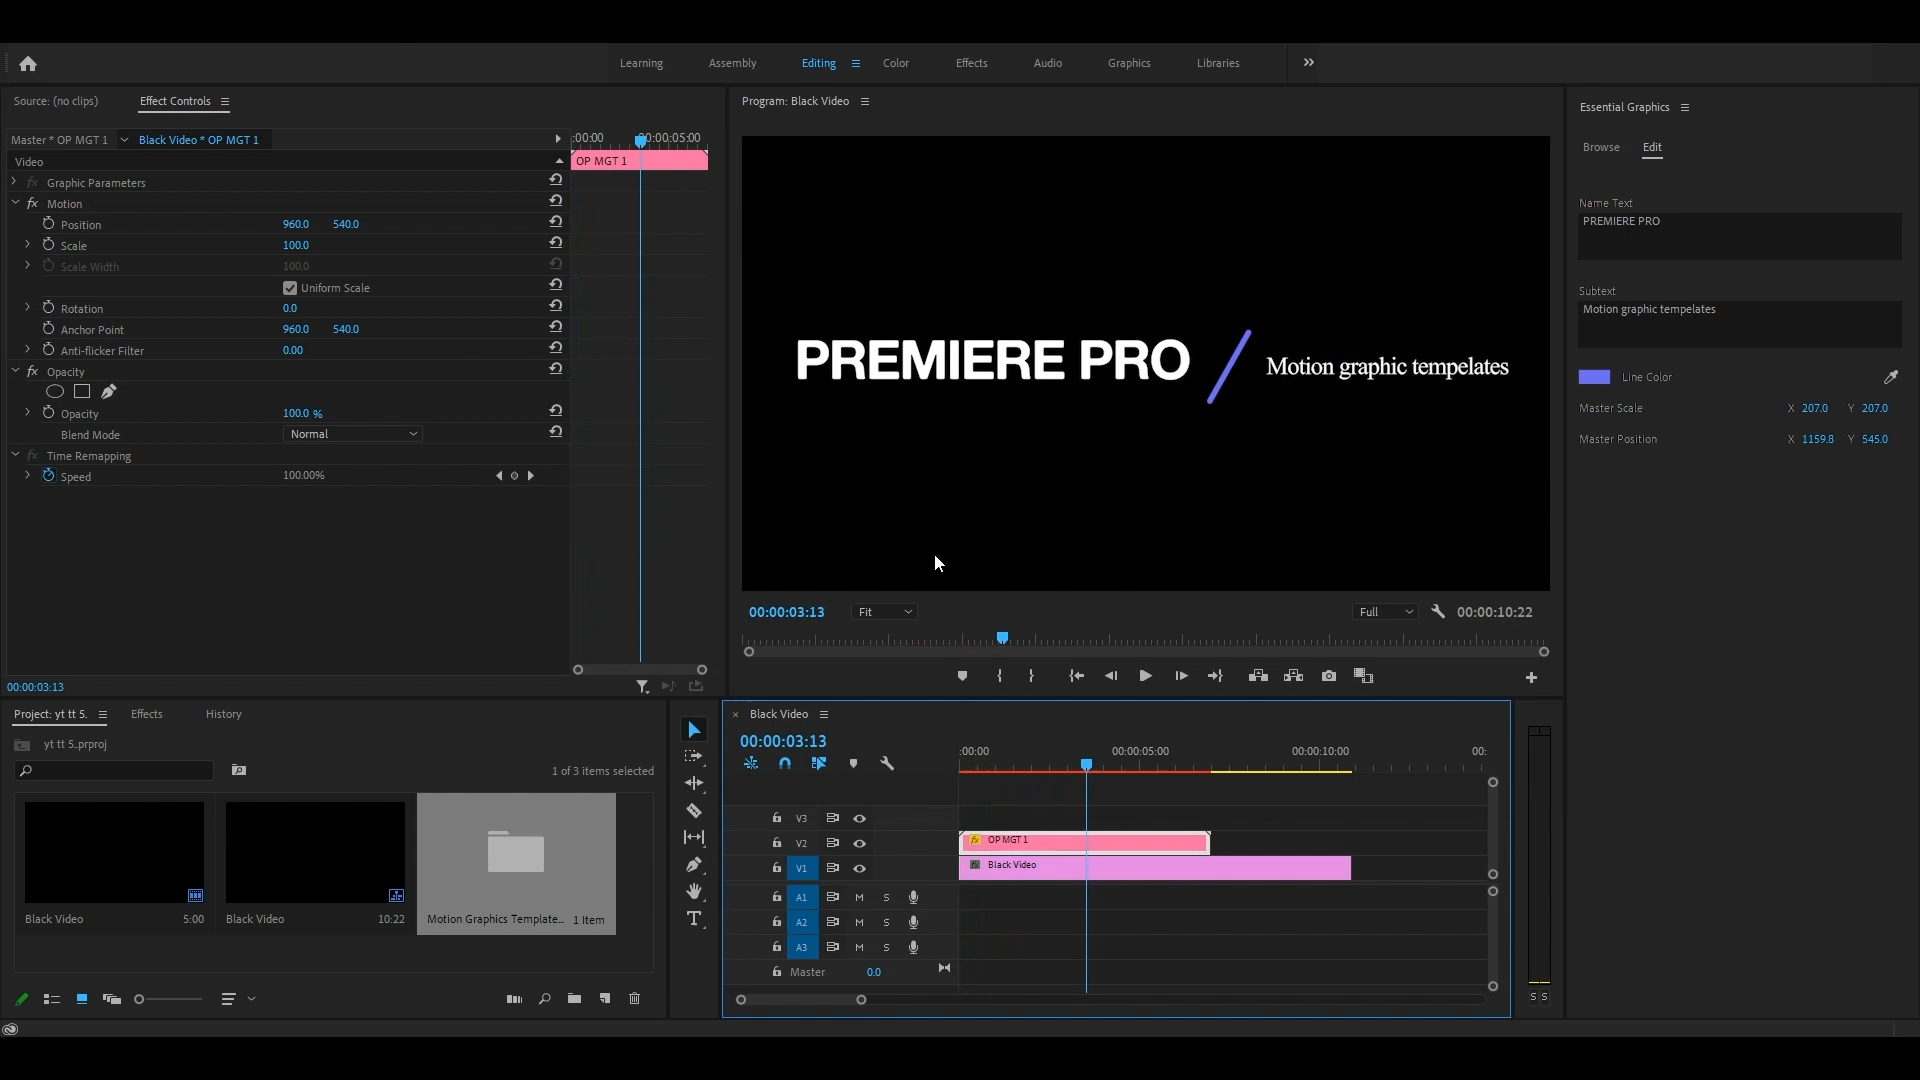 Learning Assembly Editing Color Effects Audio Graphics Libraries
Source: (no clips) Effect Controls
Master * OP MGT 1 Black Video * OP MGT 1
:00:00 00:00:05:00
Video
OP MGT 1
fx Graphic Parameters
fx Motion
Position 960.0 540.0
Scale 100.0
Scale Width 100.0
Uniform Scale
Rotation 0.0
Anchor Point 960.0 540.0
Anti-flicker Filter 0.00
fx Opacity
Opacity 100.0 %
Blend Mode Normal
fx Time Remapping
Speed 100.00%
00:00:03:13
Program: Black Video
PREMIERE PRO
Motion graphic tempelates
00:00:03:13 Fit Full 00:00:10:22
Essential Graphics
Browse Edit
Name Text
PREMIERE PRO
Subtext
Motion graphic tempelates
Line Color
Master Scale X 207.0 Y 207.0
Master Position X 1159.8 Y 545.0
Project: yt tt 5. Effects History
yt tt 5.prproj
1 of 3 items selected
Black Video 5:00
Black Video 10:22
Motion Graphics Template... 1 Item
T
Black Video
00:00:03:13
:00:00 00:00:05:00 00:00:10:00 00:
V3
V2
fx OP MGT 1
V1
fx Black Video
A1 M S
A2 M S
A3 M S
Master 0.0
S S